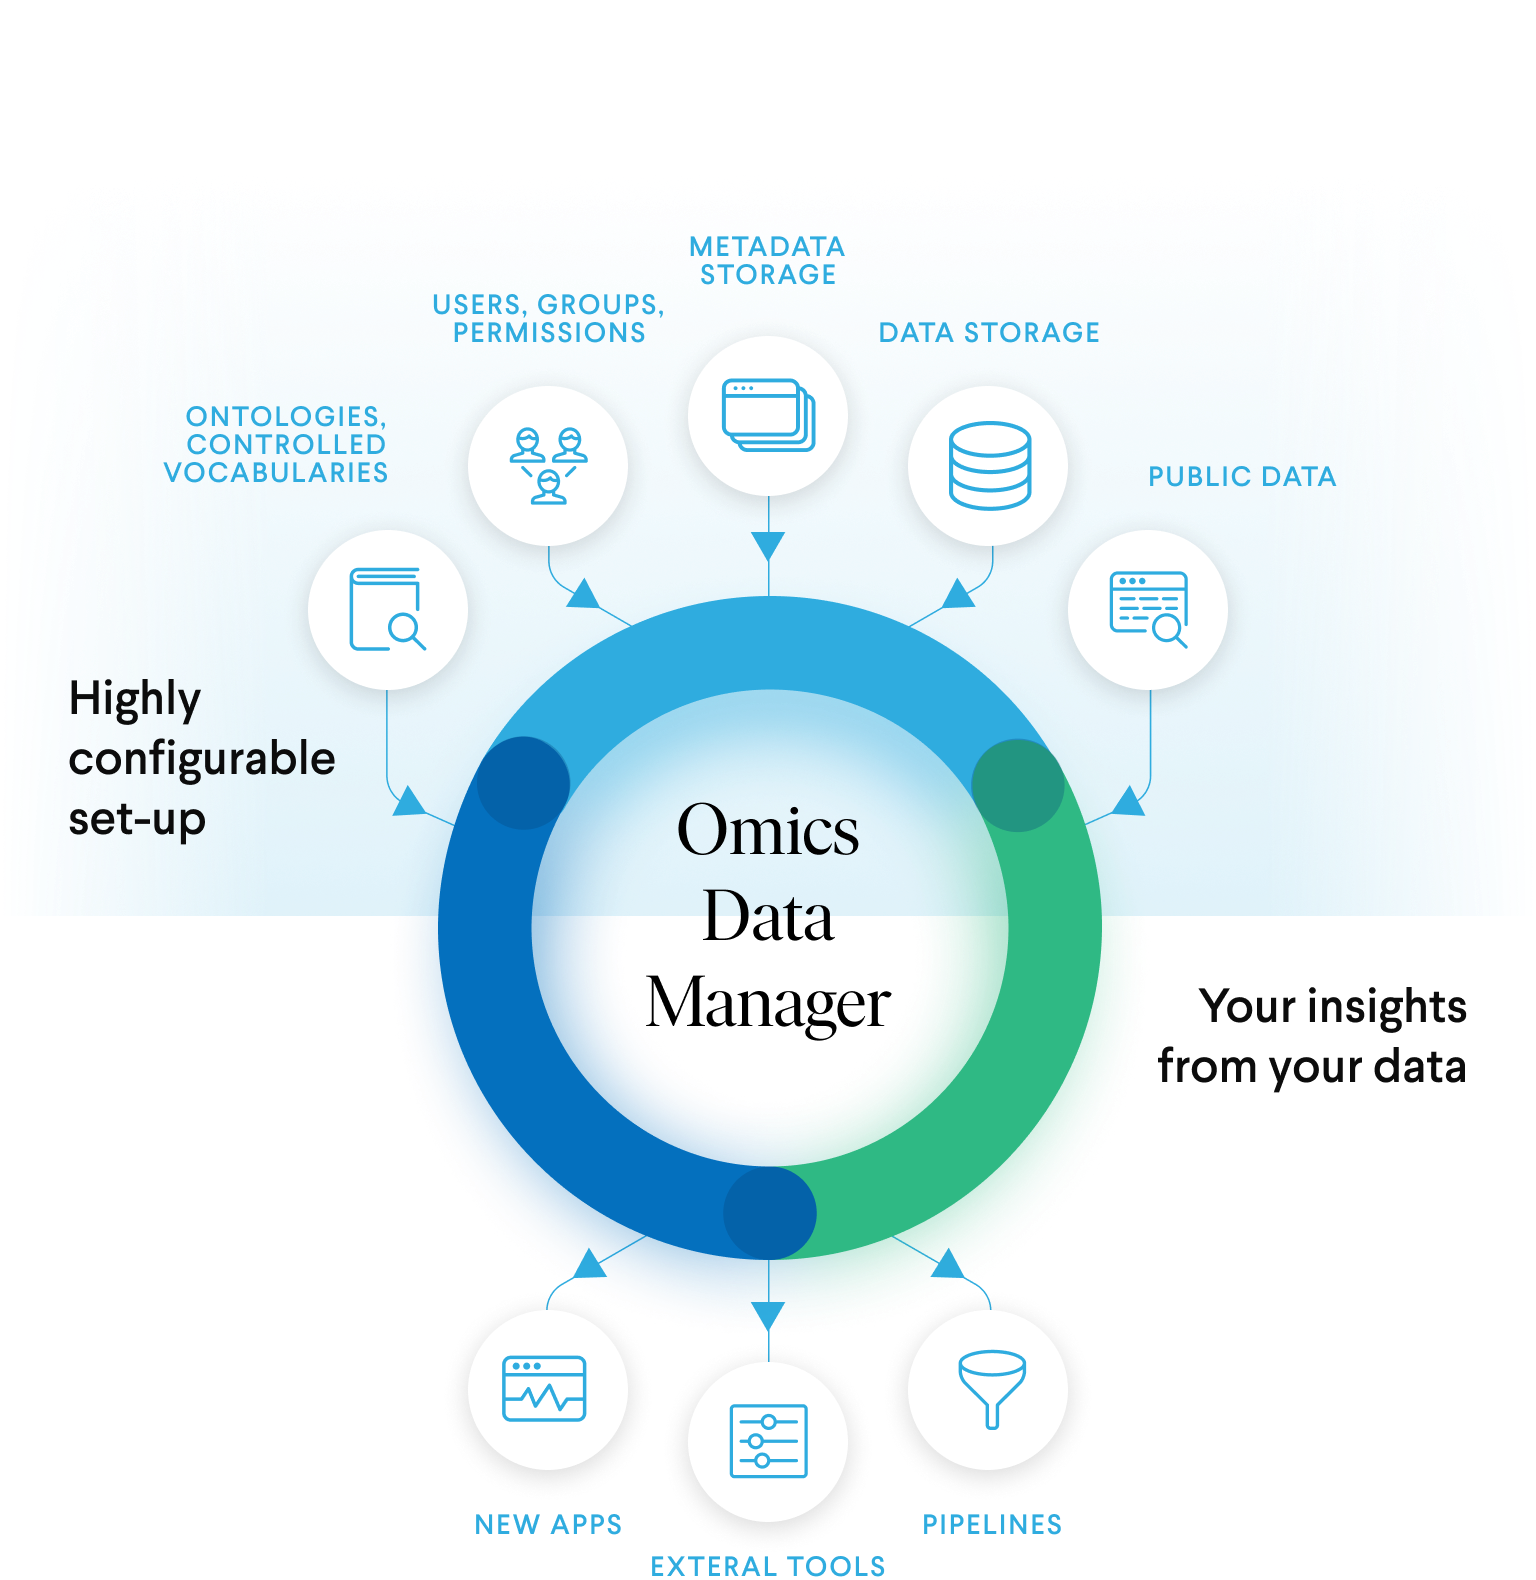 METADATA
STORAGE
USERS, GROUPS,
PERMISSIONS
DATA STORAGE
ONTOLOGIES,
CONTROLLED
VOCABULARIES
PUBLIC DATA
Highly
configurable
set-up
Omics
Data
Manager
Your insights
from your data
NEW APPS
PIPELINES
EXTERAL TOOLS